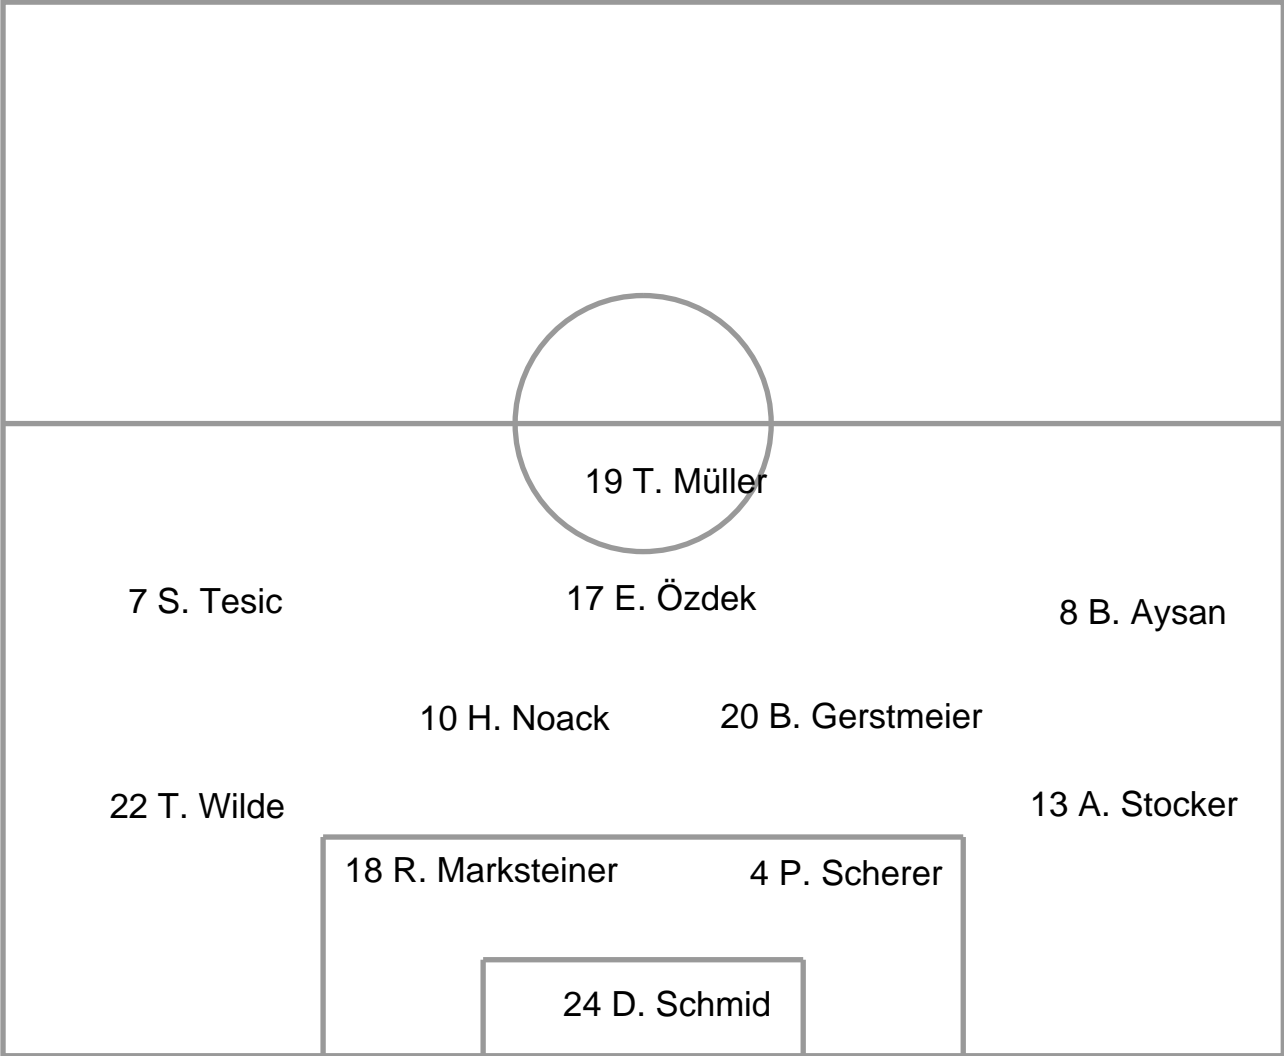 19 T. Müller
7 S. Tesic
17 E. Özdek
8 B. Aysan
10 H. Noack
20 B. Gerstmeier
22 T. Wilde
13 A. Stocker
18 R. Marksteiner
4 P. Scherer
24 D. Schmid